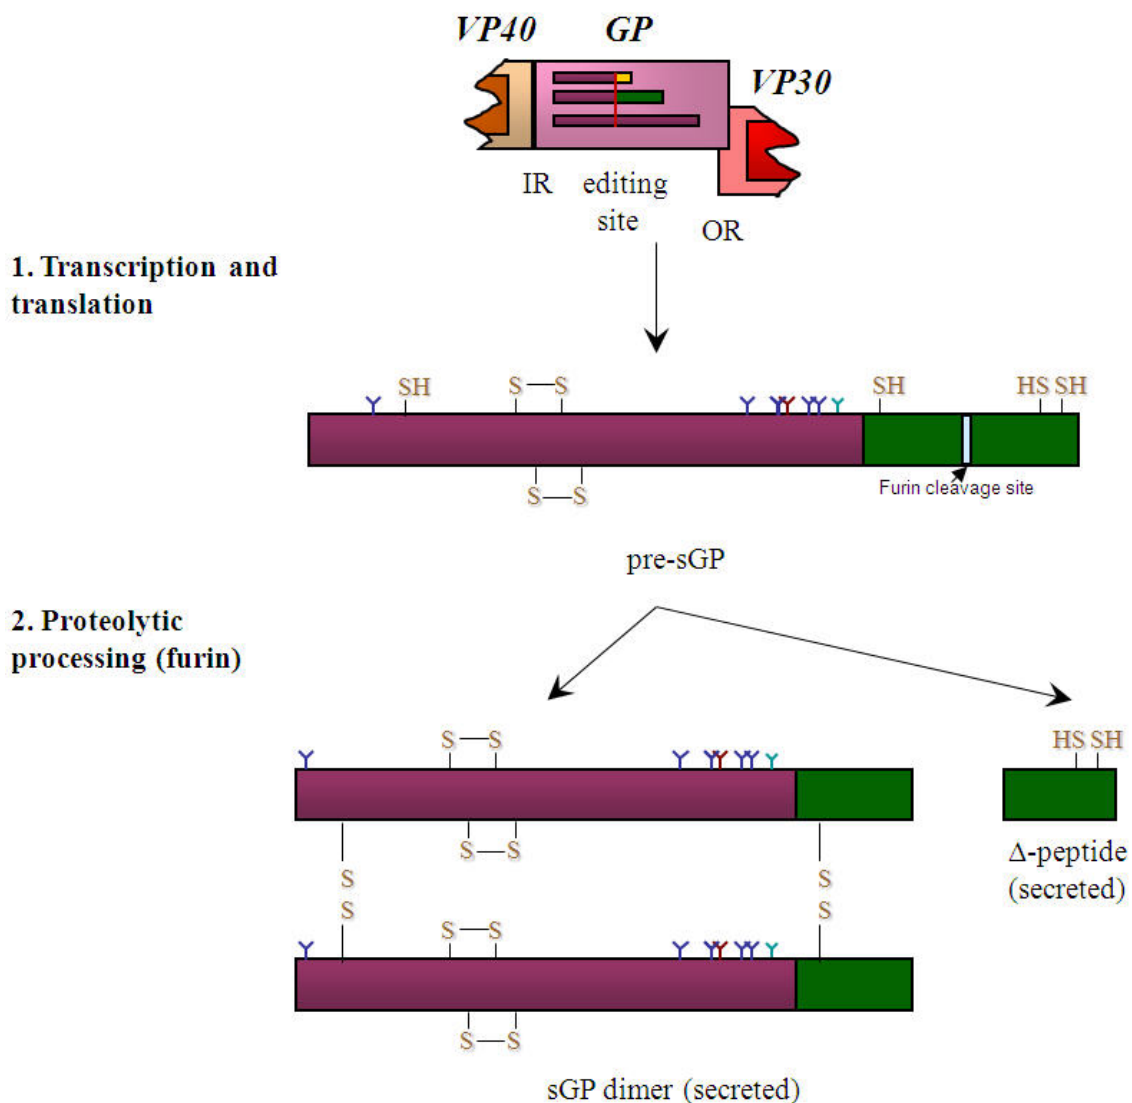 VP40 GP
VP30
IR editing
site
OR
1. Transcription and
translation
SH S S SH HS SH
S S
Furin cleavage site
pre-sGP
2. Proteolytic
processing (furin)
S S HS SH
S S
Δ-peptide
(secreted)
S S
S S
S S
S S
sGP dimer (secreted)